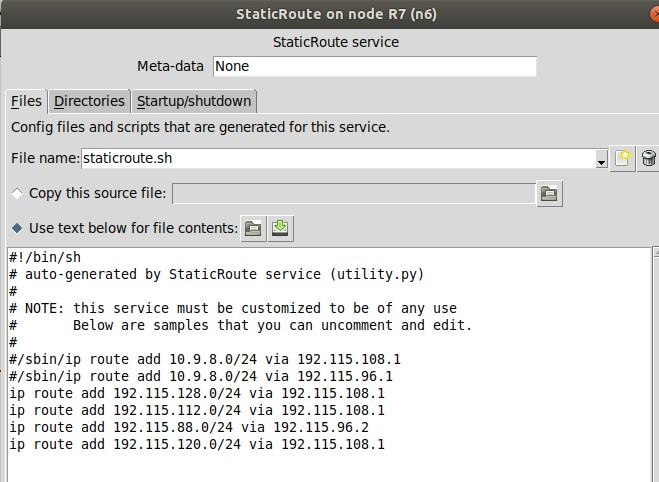 StaticRoute on node R7 (n6)
StaticRoute service
Meta-data None
Files Directories Startup/shutdown
Config files and scripts that are generated for this service.
File name: staticroute.sh
Copy this source file:
Use text below for file contents:
#!/bin/sh
# auto-generated by StaticRoute service (utility.py)
#
# NOTE: this service must be customized to be of any use
#       Below are samples that you can uncomment and edit.
#
#/sbin/ip route add 10.9.8.0/24 via 192.115.108.1
#/sbin/ip route add 10.9.8.0/24 via 192.115.96.1
ip route add 192.115.128.0/24 via 192.115.108.1
ip route add 192.115.112.0/24 via 192.115.108.1
ip route add 192.115.88.0/24 via 192.115.96.2
ip route add 192.115.120.0/24 via 192.115.108.1